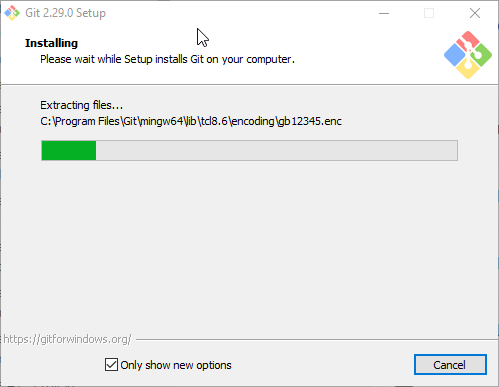 Git 2.29.0 Setup
Installing
Please wait while Setup installs Git on your computer.
Extracting files...
C:\Program Files\Git\mingw64\lib\tcl8.6\encoding\gb12345.enc
https://gitforwindows.org/
Only show new options
Cancel